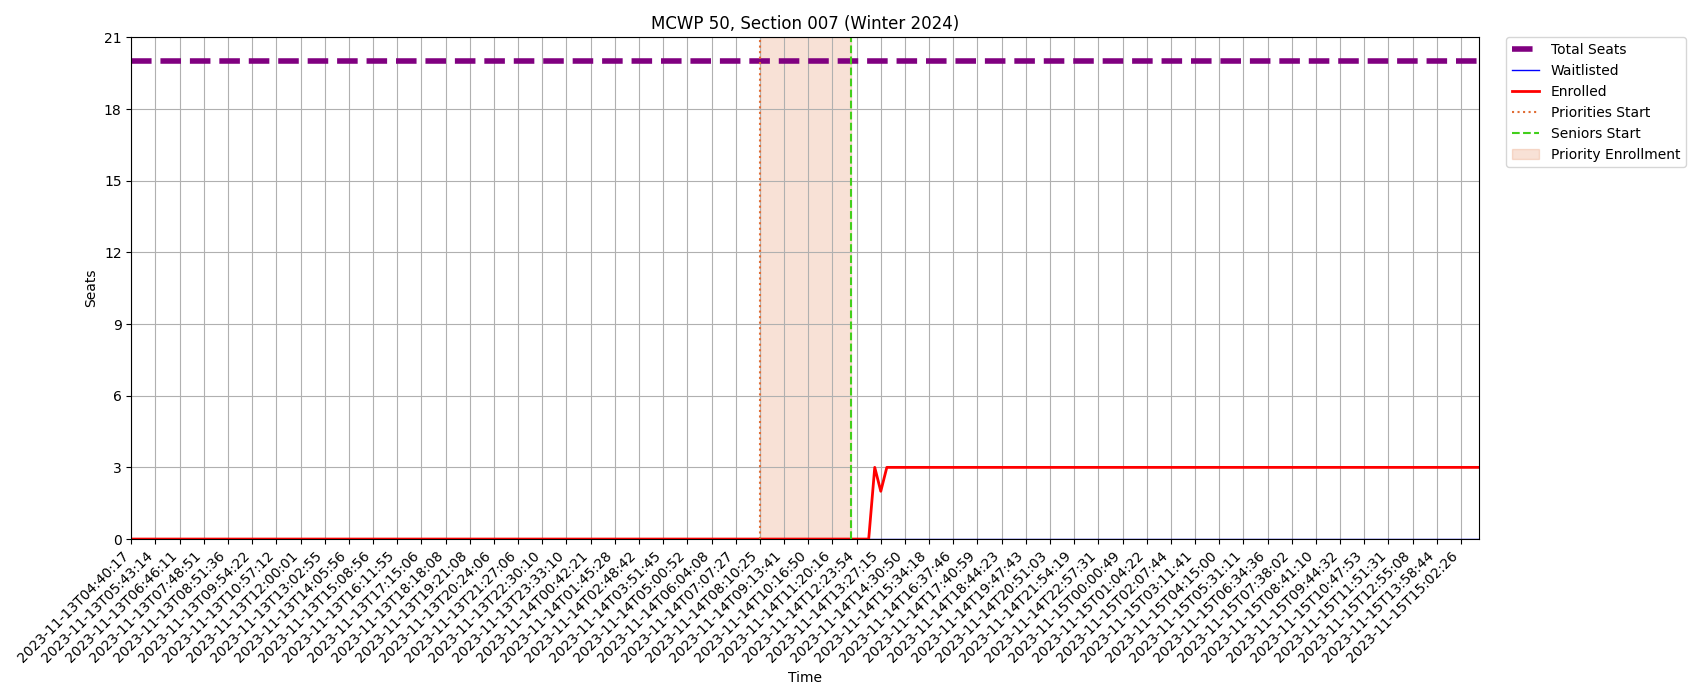 MCWP 50, Section 007 (Winter 2024)
Total Seats
Waitlisted
Enrolled
Priorities Start
Seniors Start
Priority Enrollment
Seats
21
18
15
12
9
6
3
0
2023-11-13T04:40:17
2023-11-13T05:43:14
2023-11-13T06:46:11
2023-11-13T07:48:51
2023-11-13T08:51:36
2023-11-13T09:54:22
2023-11-13T10:57:12
2023-11-13T12:00:01
2023-11-13T13:02:55
2023-11-13T14:05:56
2023-11-13T15:08:56
2023-11-13T16:11:55
2023-11-13T17:15:06
2023-11-13T18:18:08
2023-11-13T19:21:08
2023-11-13T20:24:06
2023-11-13T21:27:06
2023-11-13T22:30:10
2023-11-13T23:33:10
2023-11-14T00:42:21
2023-11-14T01:45:28
2023-11-14T02:48:42
2023-11-14T03:51:45
2023-11-14T05:00:52
2023-11-14T06:04:08
2023-11-14T07:07:27
2023-11-14T08:10:25
2023-11-14T09:13:41
2023-11-14T10:16:50
2023-11-14T11:20:16
2023-11-14T12:23:54
2023-11-14T13:27:15
2023-11-14T14:30:50
2023-11-14T15:34:18
2023-11-14T16:37:46
2023-11-14T17:40:59
2023-11-14T18:44:23
2023-11-14T19:47:43
2023-11-14T20:51:03
2023-11-14T21:54:19
2023-11-14T22:57:31
2023-11-15T00:00:49
2023-11-15T01:04:22
2023-11-15T02:07:44
2023-11-15T03:11:41
2023-11-15T04:15:00
2023-11-15T05:31:11
2023-11-15T06:34:36
2023-11-15T07:38:02
2023-11-15T08:41:10
2023-11-15T09:44:32
2023-11-15T10:47:53
2023-11-15T11:51:31
2023-11-15T12:55:08
2023-11-15T13:58:44
2023-11-15T15:02:26
Time